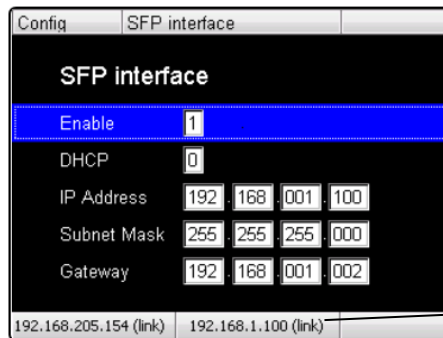 Config SFP interface
SFP interface
Enable 1
DHCP 0
IP Address 192 . 168 . 001 . 100
Subnet Mask 255 . 255 . 255 . 000
Gateway 192 . 168 . 001 . 002
192.168.205.154 (link) 192.168.1.100 (link)